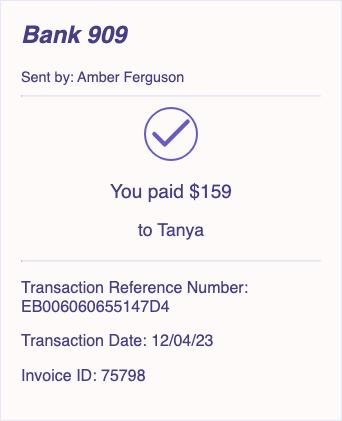 Bank 909
Sent by: Amber Ferguson
You paid $159
to Tanya
Transaction Reference Number:
EB006060655147D4
Transaction Date: 12/04/23
Invoice ID: 75798